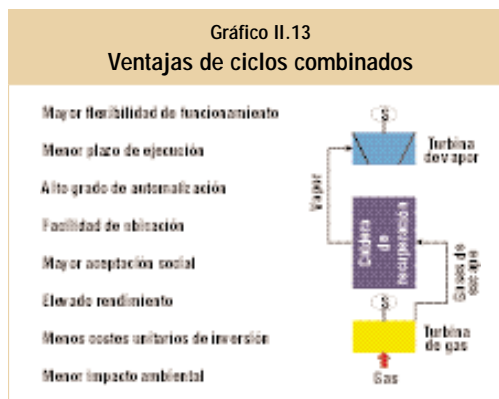 Gráfico II.13
Ventajas de ciclos combinados
Mayor flexibilidad de funcionamiento
Menor plazo de ejecución
Alto grado de automatización
Facilidad de ubicación
Mayor aceptación social
Elevado rendimiento
Menos costes unitarios de inversión
Menor impacto ambiental
S
Turbina
de vapor
Vapor
Caldera
de
recuperación
Gases de
escape
S
Turbina
de gas
Gas